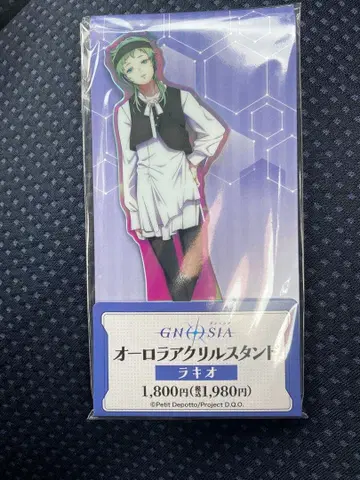 GNOSIA
オーロラアクリルスタンド
ラキオ
1,800円(税込1,980円)
©Petit Depotto/Project D.Q.O.